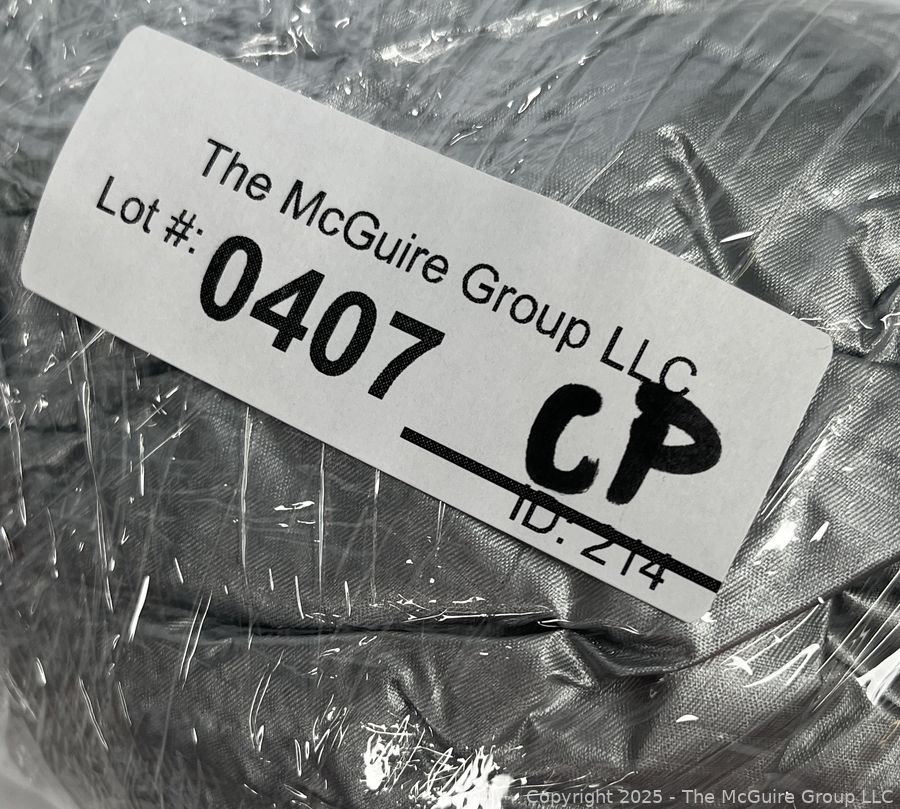 The McGuire Group LLC
Lot #: 0407
CP
ID: 214
Copyright 2025 - The McGuire Group LLC